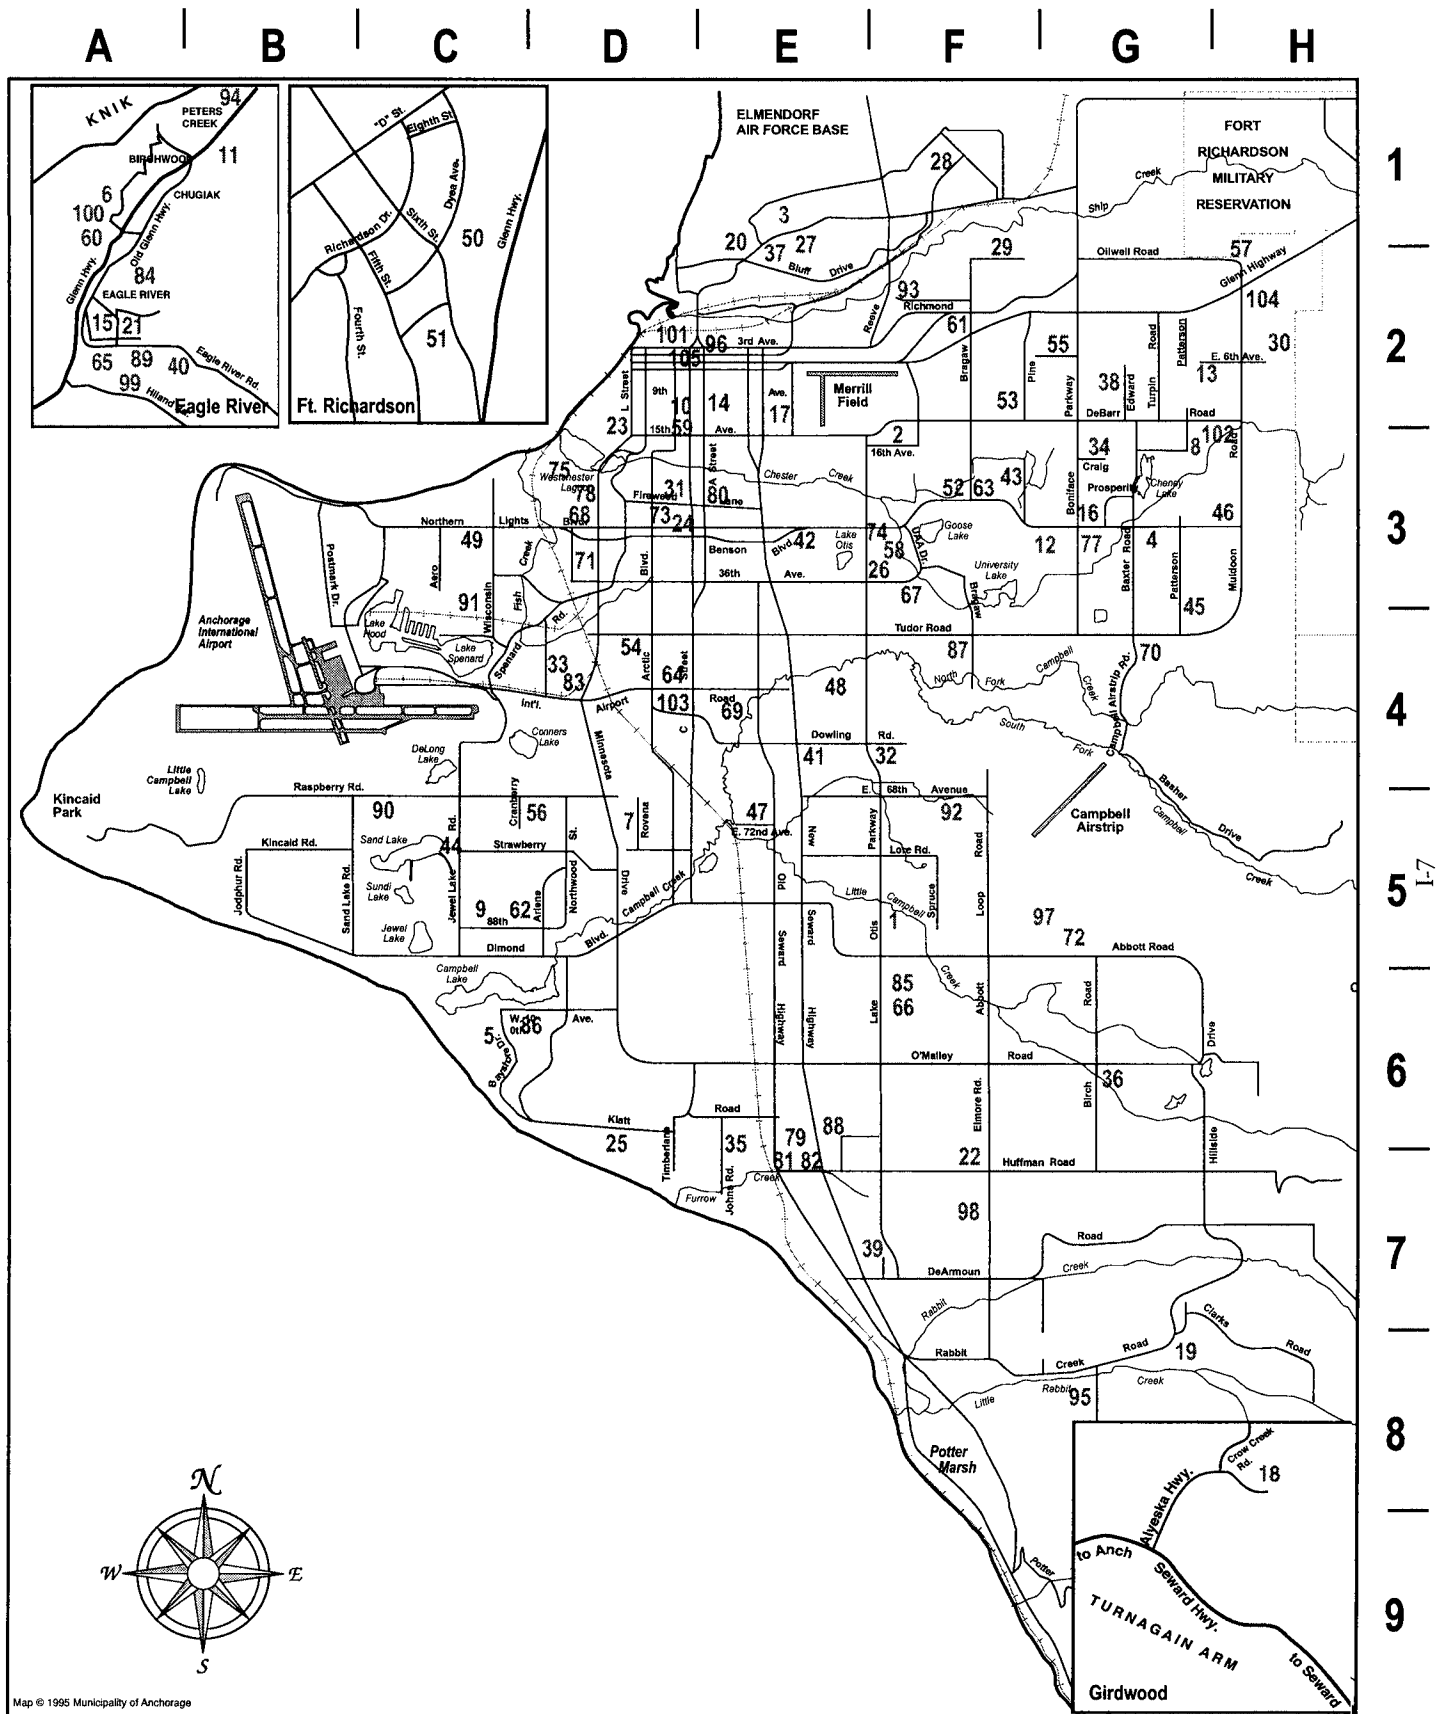 A B C D E F G H
KNIK
94
PETERS
CREEK
BIRCHWOOD
11
6
CHUGIAK
100
60
Old Glenn Hwy.
Glenn Hwy.
84
EAGLE RIVER
15 21
65 89 40
Eagle River Rd.
99
Hiland
Eagle River
"D" St.
Eighth St.
Dyea Ave.
Sixth St.
Richardson Dr.
Fifth St.
50
Glenn Hwy.
Fourth St.
51
Ft. Richardson
ELMENDORF
AIR FORCE BASE
FORT
RICHARDSON
MILITARY
RESERVATION
1
28
Ship Creek
3
20 37 27
29
57
Bluff Drive
Oilwell Road
Glenn Highway
93
Richmond
104
Reeve
61
101
96
3rd Ave.
105
55
30
2
Bragaw
Pine
Road
Patterson
E. 6th Ave.
13
L Street
9th Ave.
Merrill
Field
38
Edward
Turpin
Parkway
10 14 17
53
DeBarr Road
23
15th Ave.
59
2
16th Ave.
34
8
102
Road
Craig
75
Westchester
Lagoon
A Street
Chester Creek
43
Boniface
Prosperity
Cheney
Lake
78
31
Fireweed Lane
80
52 63
16
46
68
73
24
Northern Lights Blvd.
49
Goose
Lake
3
Postmark Dr.
Aero
Creek
71
Blvd.
Benson Blvd.
42
Lake
Otis
74
58
UAA Dr.
12
77
Baxter Road
4
Patterson
Muldoon
36th Ave.
26
University
Lake
91
Wisconsin
Fish
67
Bragaw
45
Anchorage
International
Airport
Lake
Hood
Lake
Spenard
Spenard Rd.
Tudor Road
33
83
54
Arctic
64
Street
87
70
North Fork Campbell Creek
48
Int'l. Airport Road
103
69
C
South Fork
Campbell Airstrip Rd.
4
Conners
Lake
DeLong
Lake
Minnesota
Dowling Rd.
41
32
Little
Campbell
Lake
Kincaid
Park
Raspberry Rd.
90
Cranberry
56
7
Rovena
47
E. 68th Avenue
92
Campbell
Airstrip
Basher Drive
Campbell Creek
E. 72nd Ave.
Kincaid Rd.
Sand Lake
44
Rd.
Strawberry
St.
New
Parkway
Lore Rd.
Road
Jodphur Rd.
Sand Lake Rd.
Sundi
Lake
Jewel Lake
9 62
Arlene
Northwood
Drive
Campbell Creek
Old
Little Campbell Creek
1
Spruce
Loop
5
I-7
88th
Jewel
Lake
Dimond Blvd.
Seward
Seward
Otis
97
72
Abbott Road
Campbell
Lake
85
66
Abbott
Road
5
W. 100th Ave.
86
Bayshore Dr.
Highway
Highway
Lake
O'Malley Road
Drive
6
36
Birch
Elmore Rd.
Klatt Road
25
Timberlane
35
79
88
81 82
22
Huffman Road
Hillside
Johns Rd.
Furrow Creek
98
39
Road
7
DeArmoun
Creek
Rabbit
Clarks Road
Rabbit Creek Road
19
Little Rabbit Creek
95
8
Potter
Marsh
Crow Creek
Rd.
18
Alyeska Hwy.
N
W E
S
Potter
to Anch
Seward Hwy.
9
TURNAGAIN ARM
to Seward
Girdwood
Map © 1995 Municipality of Anchorage